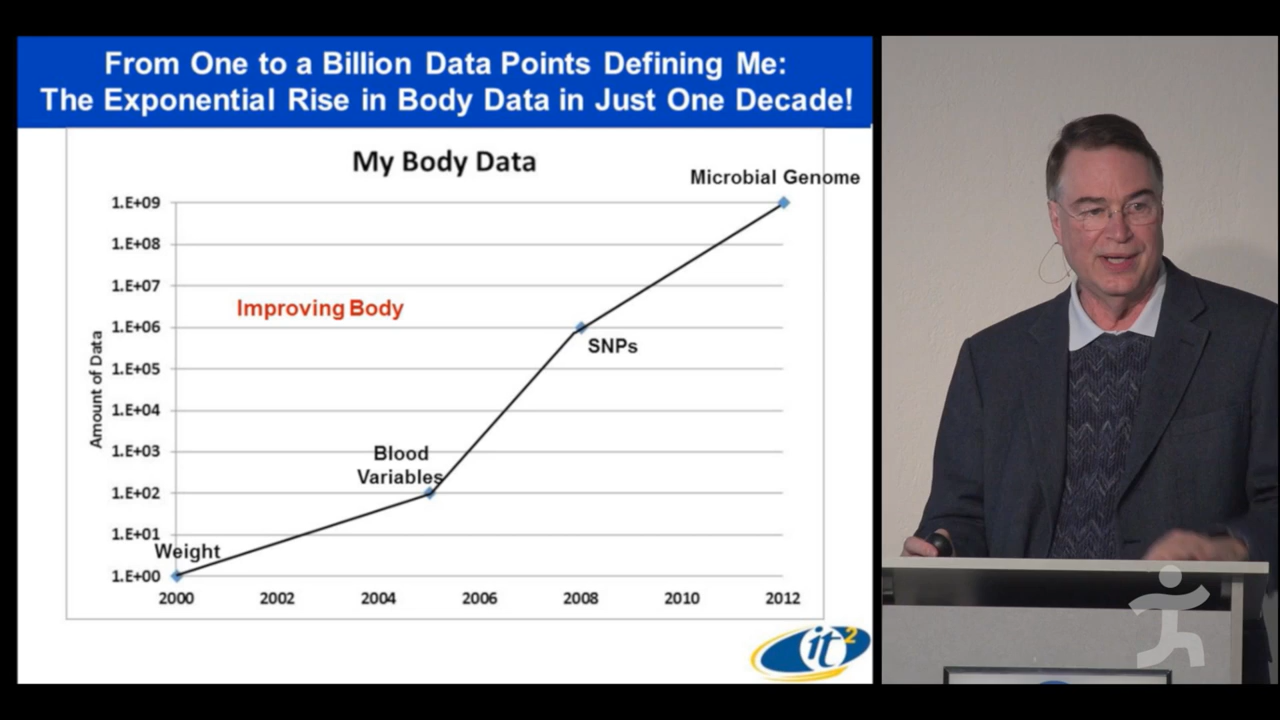 From One to a Billion Data Points Defining Me:
The Exponential Rise in Body Data in Just One Decade!
My Body Data
Microbial Genome
1.E+09
1.E+08
1.E+07
Improving Body
1.E+06
SNPs
1.E+05
1.E+04
Amount of Data
1.E+03
Blood
Variables
1.E+02
1.E+01
Weight
1.E+00
2000 2002 2004 2006 2008 2010 2012
it2